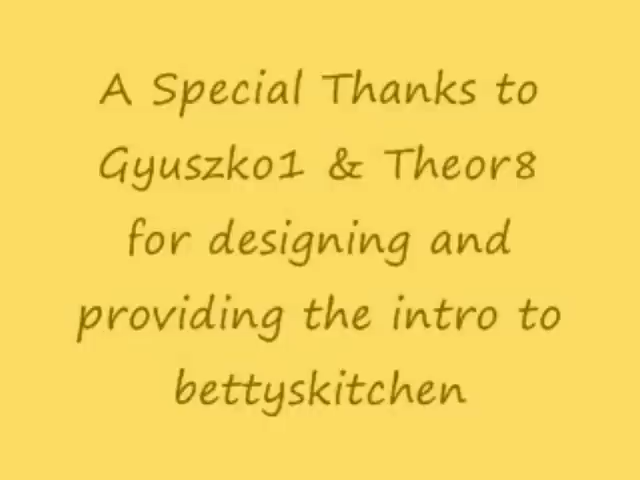 A Special Thanks to
Gyuszko1 & Theor8
for designing and
providing the intro to
bettyskitchen